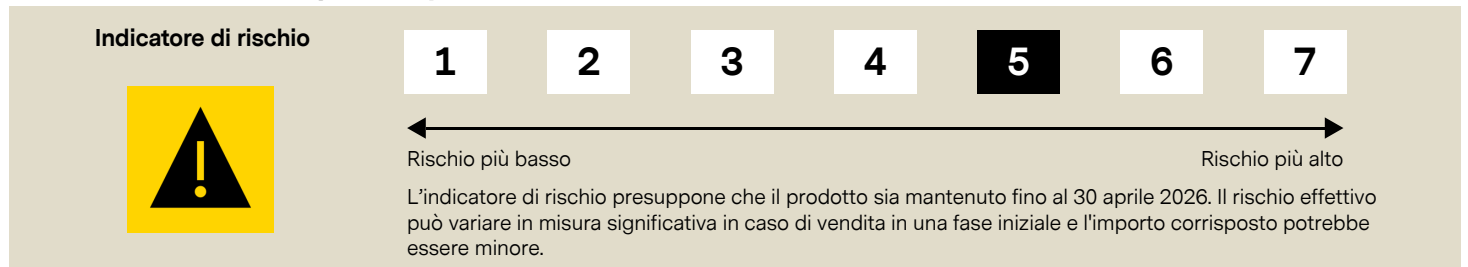 Indicatore di rischio
1 2 3 4 5 6 7
Rischio più basso Rischio più alto
L'indicatore di rischio presuppone che il prodotto sia mantenuto fino al 30 aprile 2026. Il rischio effettivo
può variare in misura significativa in caso di vendita in una fase iniziale e l'importo corrisposto potrebbe
essere minore.